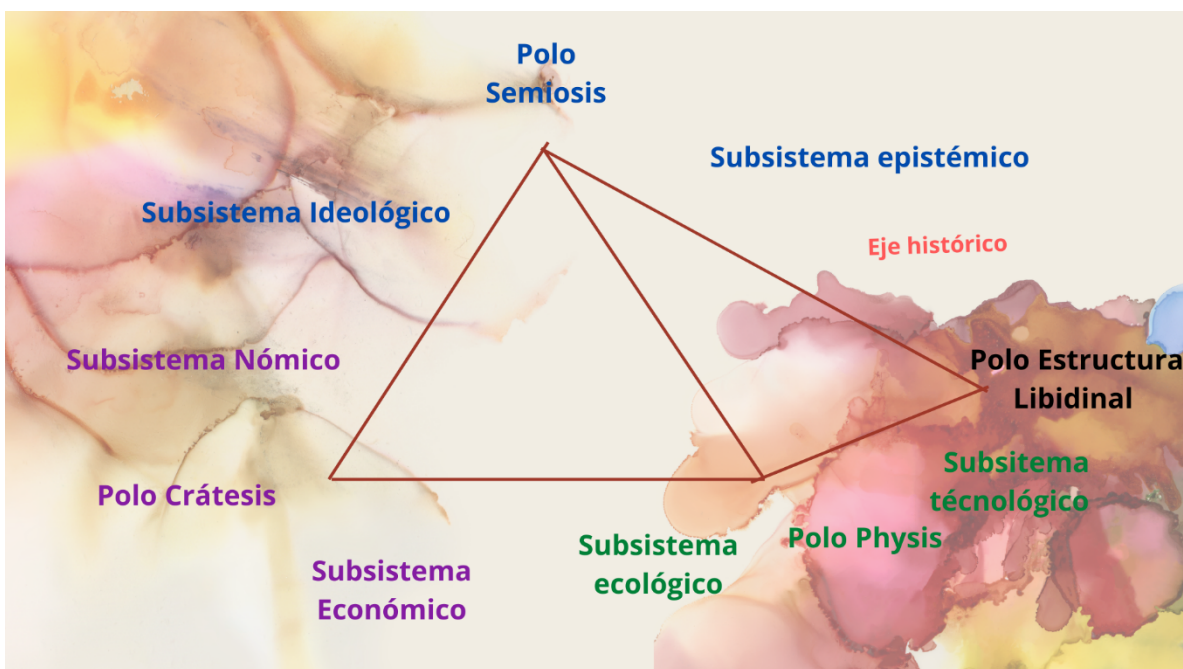 Polo
Semiosis
Subsistema epistémico
Subsistema Ideológico
Eje histórico
Subsistema Nómico
Polo Estructura
Libidinal
Polo Crátesis
Subsitema
técnológico
Polo Physis
Subsistema
ecológico
Subsistema
Económico